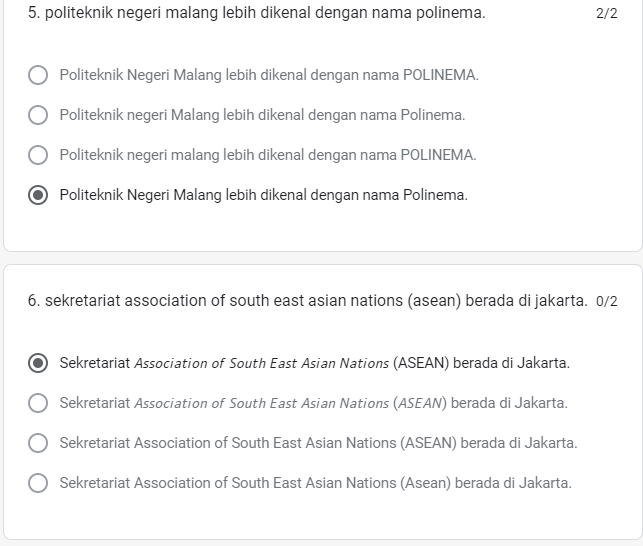 5. politeknik negeri malang lebih dikenal dengan nama polinema. 2/2
Politeknik Negeri Malang lebih dikenal dengan nama POLINEMA.
Politeknik negeri Malang lebih dikenal dengan nama Polinema.
Politeknik negeri malang lebih dikenal dengan nama POLINEMA.
Politeknik Negeri Malang lebih dikenal dengan nama Polinema.
6. sekretariat association of south east asian nations (asean) berada di jakarta. 0/2
Sekretariat Association of South East Asian Nations (ASEAN) berada di Jakarta.
Sekretariat Association of South East Asian Nations (ASEAN) berada di Jakarta.
Sekretariat Association of South East Asian Nations (ASEAN) berada di Jakarta.
Sekretariat Association of South East Asian Nations (Asean) berada di Jakarta.